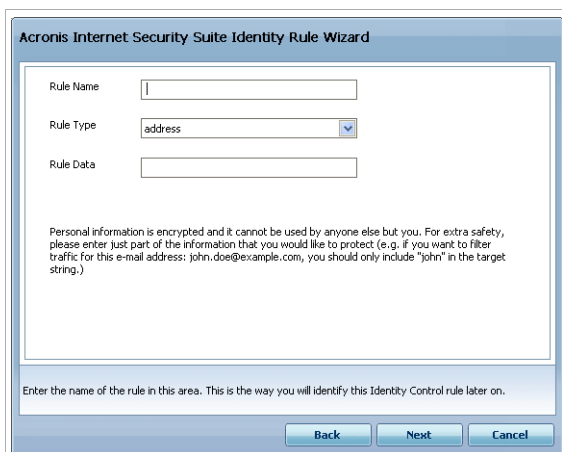 Acronis Internet Security Suite Identity Rule Wizard
Rule Name
Rule Type
address
Rule Data
Personal information is encrypted and it cannot be used by anyone else but you. For extra safety,
please enter just part of the information that you would like to protect (e.g. if you want to filter
traffic for this e-mail address: john.doe@example.com, you should only include "john" in the target
string.)
Enter the name of the rule in this area. This is the way you will identify this Identity Control rule later on.
Back
Next
Cancel